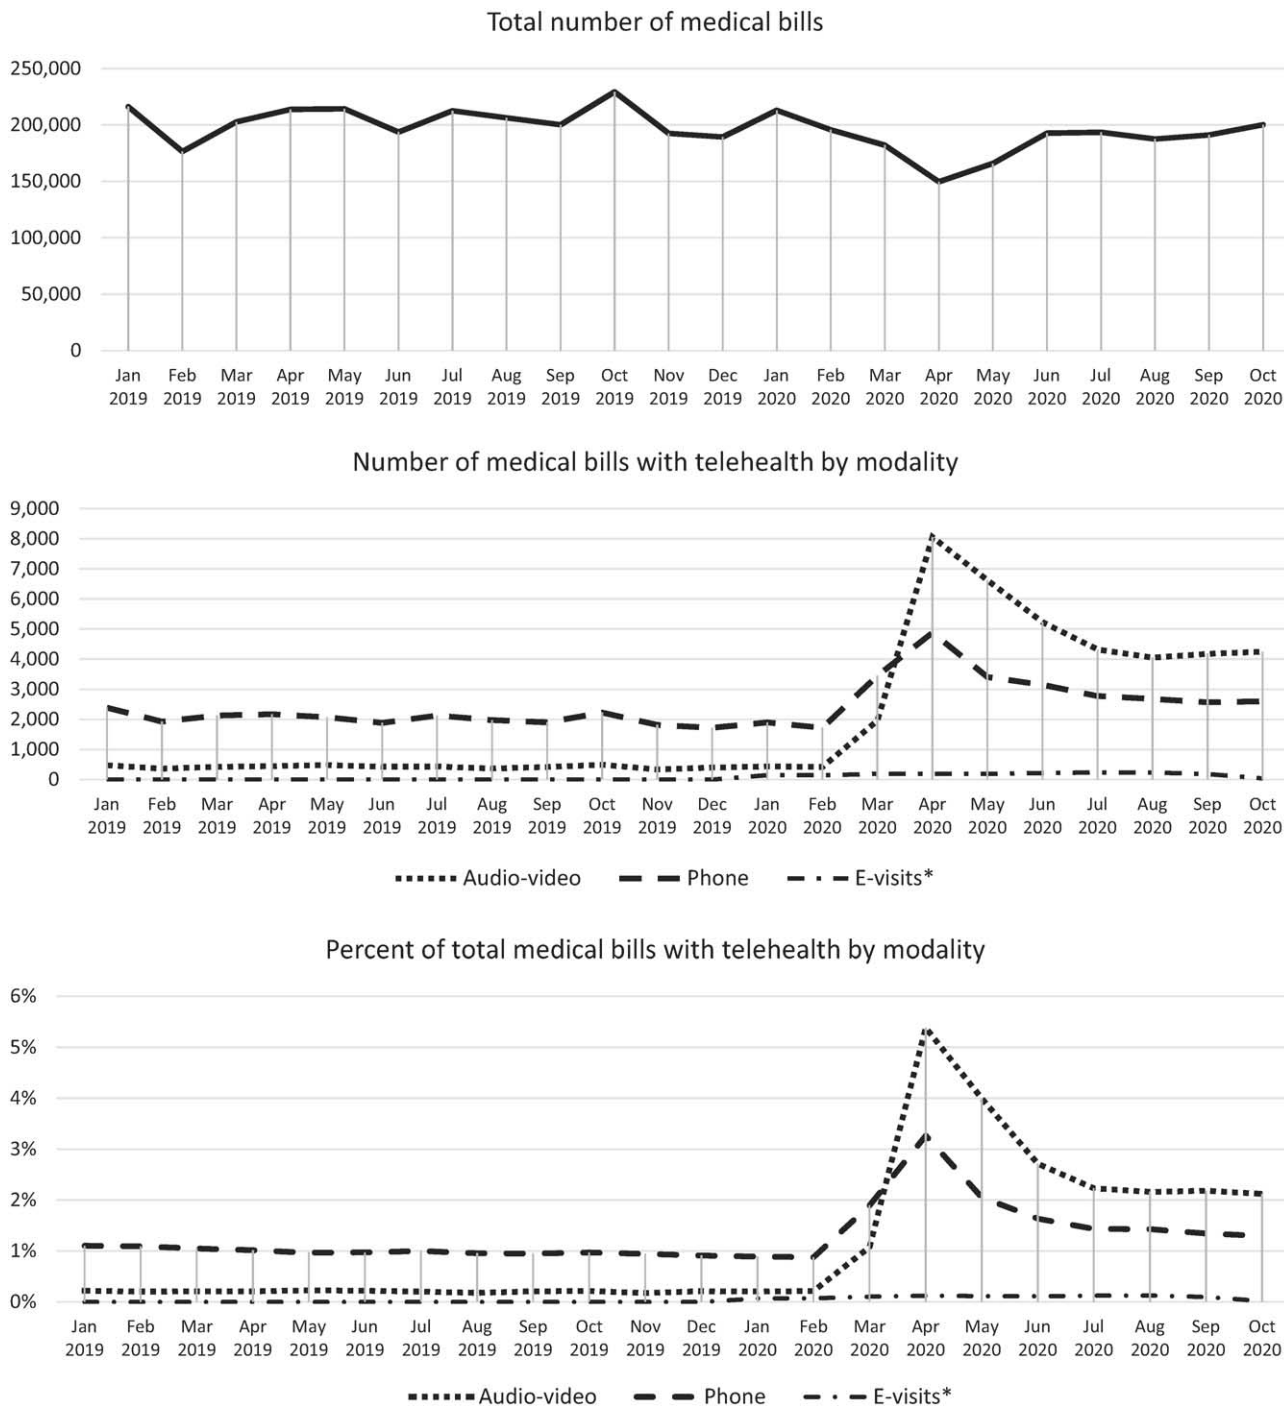 Total number of medical bills
250,000
200,000
150,000
100,000
50,000
0
Jan Feb Mar Apr May Jun Jul Aug Sep Oct Nov Dec Jan Feb Mar Apr May Jun Jul Aug Sep Oct
2019 2019 2019 2019 2019 2019 2019 2019 2019 2019 2019 2019 2020 2020 2020 2020 2020 2020 2020 2020 2020 2020
Number of medical bills with telehealth by modality
9,000
8,000
7,000
6,000
5,000
4,000
3,000
2,000
1,000
0
Jan Feb Mar Apr May Jun Jul Aug Sep Oct Nov Dec Jan Feb Mar Apr May Jun Jul Aug Sep Oct
2019 2019 2019 2019 2019 2019 2019 2019 2019 2019 2019 2019 2020 2020 2020 2020 2020 2020 2020 2020 2020 2020
Audio-video Phone E-visits*
Percent of total medical bills with telehealth by modality
6%
5%
4%
3%
2%
1%
0%
Jan Feb Mar Apr May Jun Jul Aug Sep Oct Nov Dec Jan Feb Mar Apr May Jun Jul Aug Sep Oct
2019 2019 2019 2019 2019 2019 2019 2019 2019 2019 2019 2019 2020 2020 2020 2020 2020 2020 2020 2020 2020 2020
Audio-video Phone E-visits*